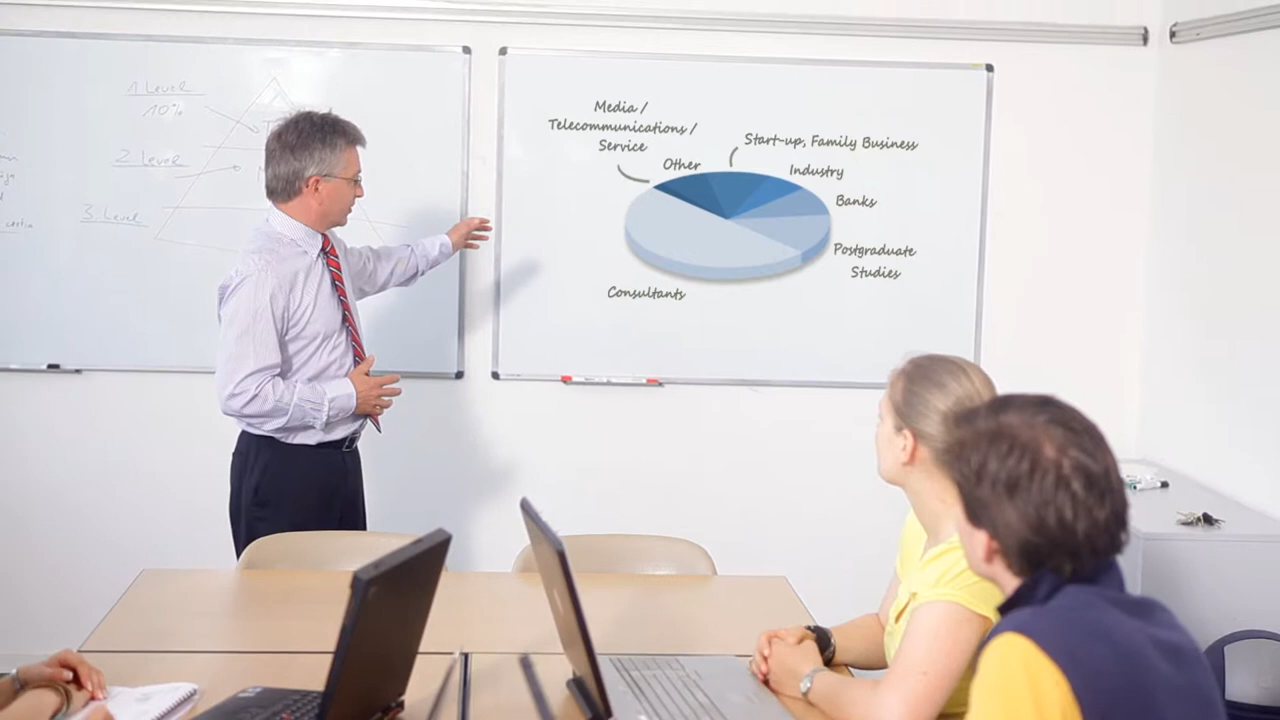 1 Level
10%
2 Level
3 Level
Media /
Telecommunications /
Service
Other
Start-up, Family Business
Industry
Banks
Postgraduate
Studies
Consultants